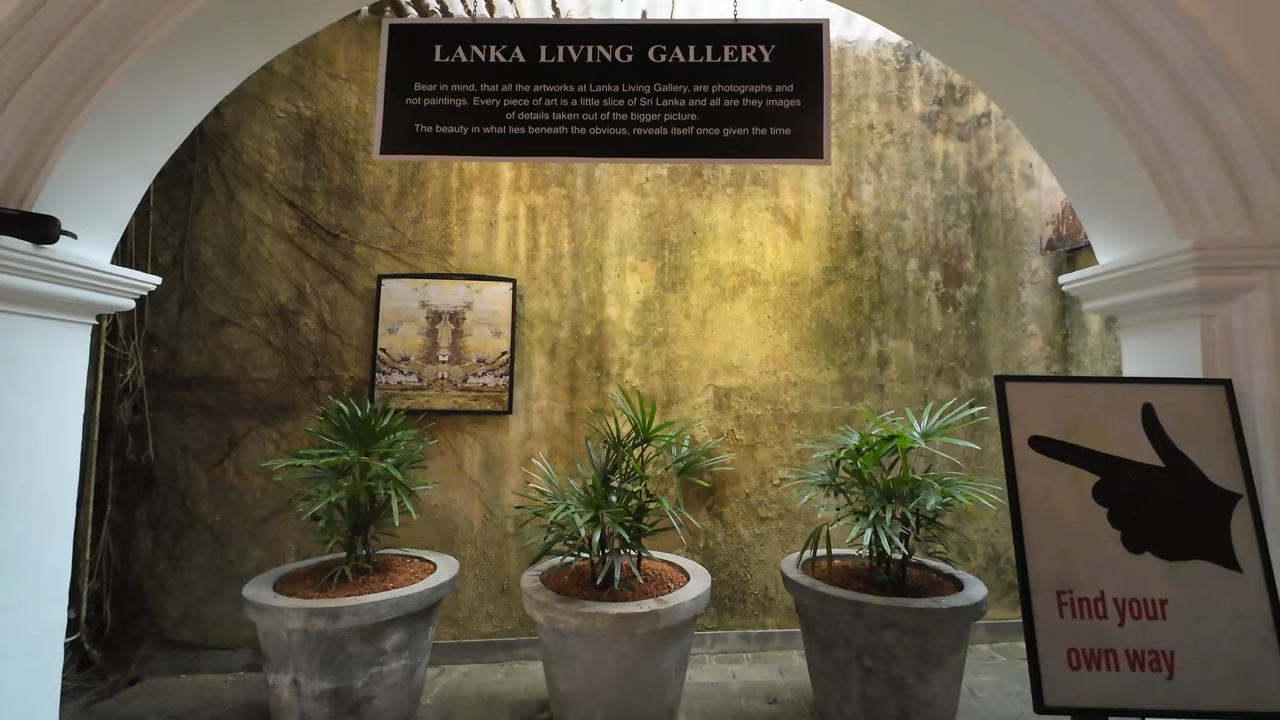 LANKA LIVING GALLERY
Bear in mind, that all the artworks at Lanka Living Gallery, are photographs and
not paintings. Every piece of art is a little slice of Sri Lanka and all are they images
of details taken out of the bigger picture.
The beauty in what lies beneath the obvious, reveals itself once given the time
Find your
own way